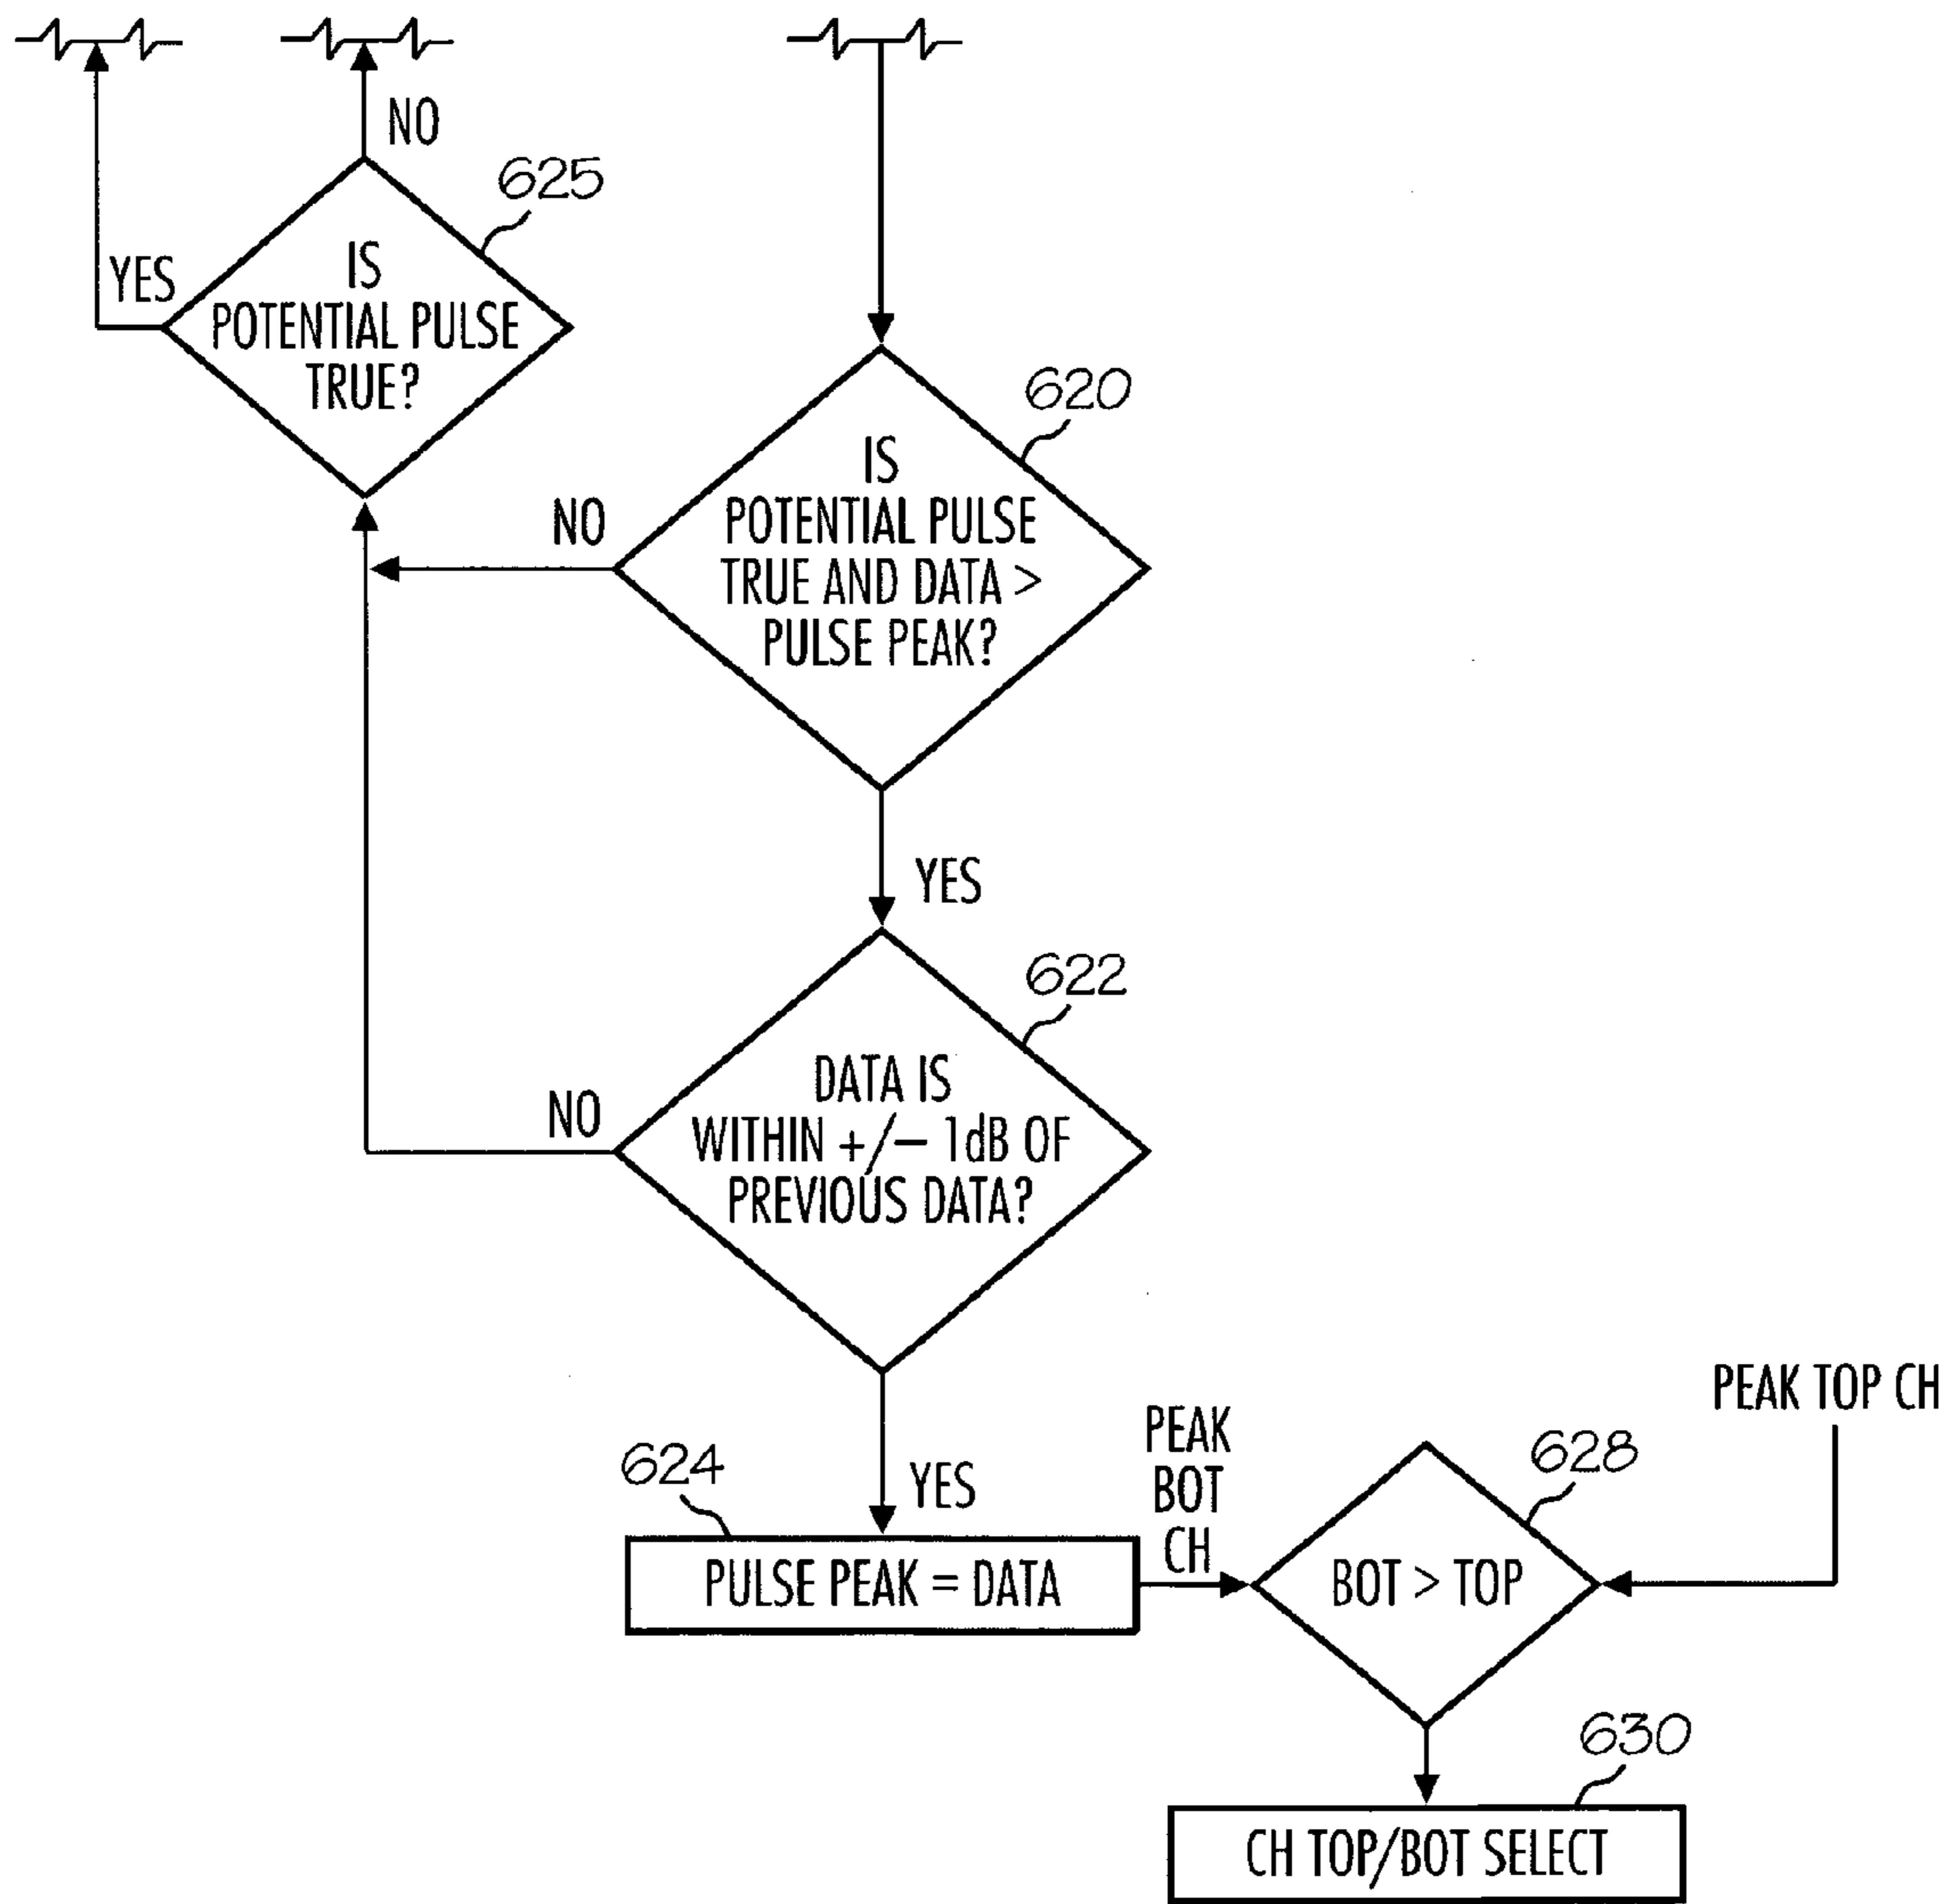 NO
625
YES
IS
POTENTIAL PULSE
TRUE?
620
IS
POTENTIAL PULSE
TRUE AND DATA >
PULSE PEAK?
NO
YES
622
DATA IS
WITHIN +/− 1dB OF
PREVIOUS DATA?
NO
YES
624
PULSE PEAK = DATA
PEAK
BOT
CH
PEAK TOP CH
628
BOT > TOP
630
CH TOP/BOT SELECT